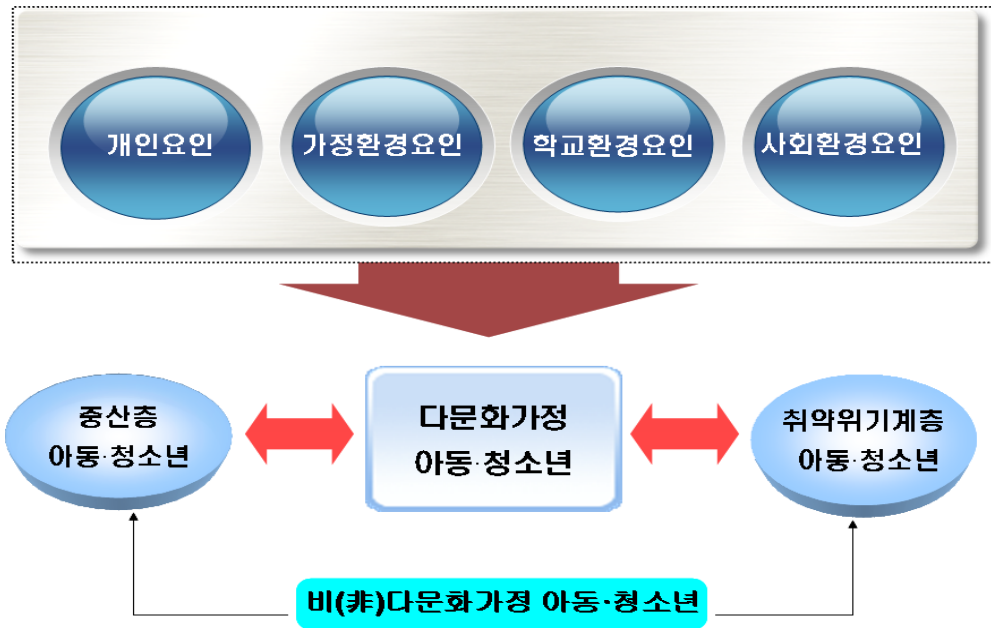 개인요인
가정환경요인
학교환경요인
사회환경요인
중산층
아동·청소년
다문화가정
아동·청소년
취약위기계층
아동·청소년
비(非)다문화가정 아동·청소년